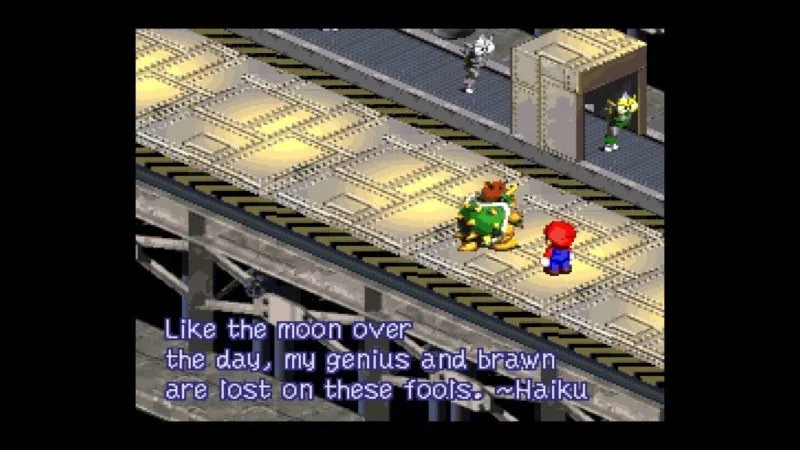 Like the moon over
the day, my genius and brawn
are lost on these fools. ~Haiku